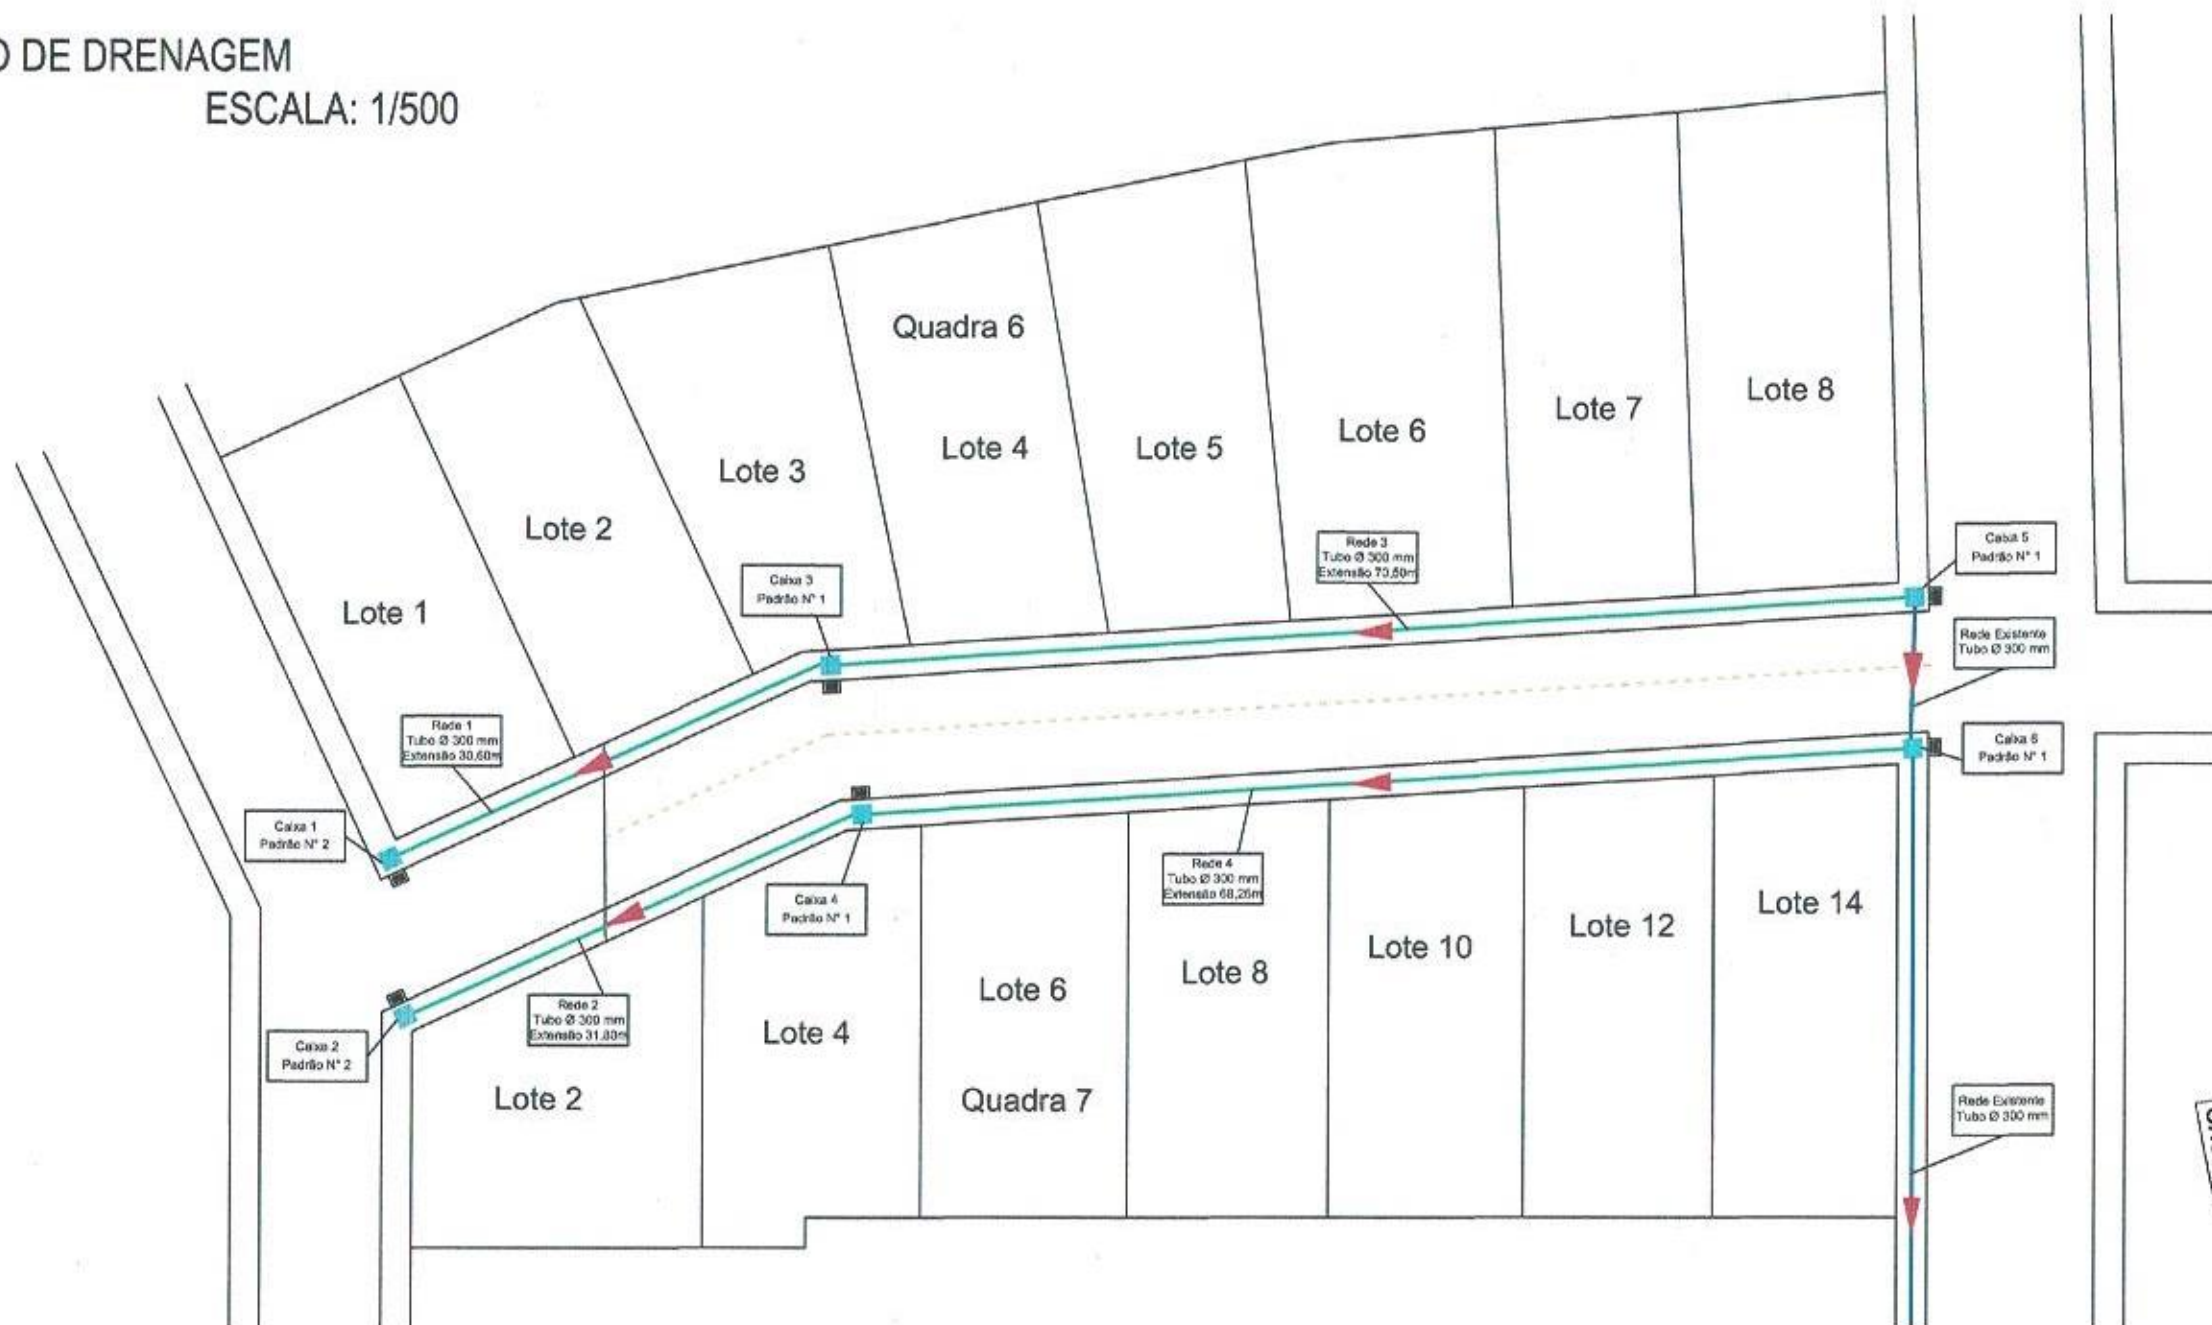 O DE DRENAGEM
ESCALA: 1/500
Quadra 6
Lote 1
Lote 2
Lote 3
Lote 4
Lote 5
Lote 6
Lote 7
Lote 8
Caixa 3
Padrão N° 1
Rede 3
Tubo Ø 300 mm
Extensão 70,60m
Caixa 5
Padrão N° 1
Rede Existente
Tubo Ø 300 mm
Rede 1
Tubo Ø 300 mm
Extensão 30,60m
Caixa 1
Padrão N° 2
Caixa 6
Padrão N° 1
Caixa 4
Padrão N° 1
Rede 4
Tubo Ø 300 mm
Extensão 68,26m
Rede 2
Tubo Ø 300 mm
Extensão
Caixa 2
Padrão N° 2
Lote 2
Lote 4
Lote 6
Quadra 7
Lote 8
Lote 10
Lote 12
Lote 14
Rede Existente
Tubo Ø 300 mm